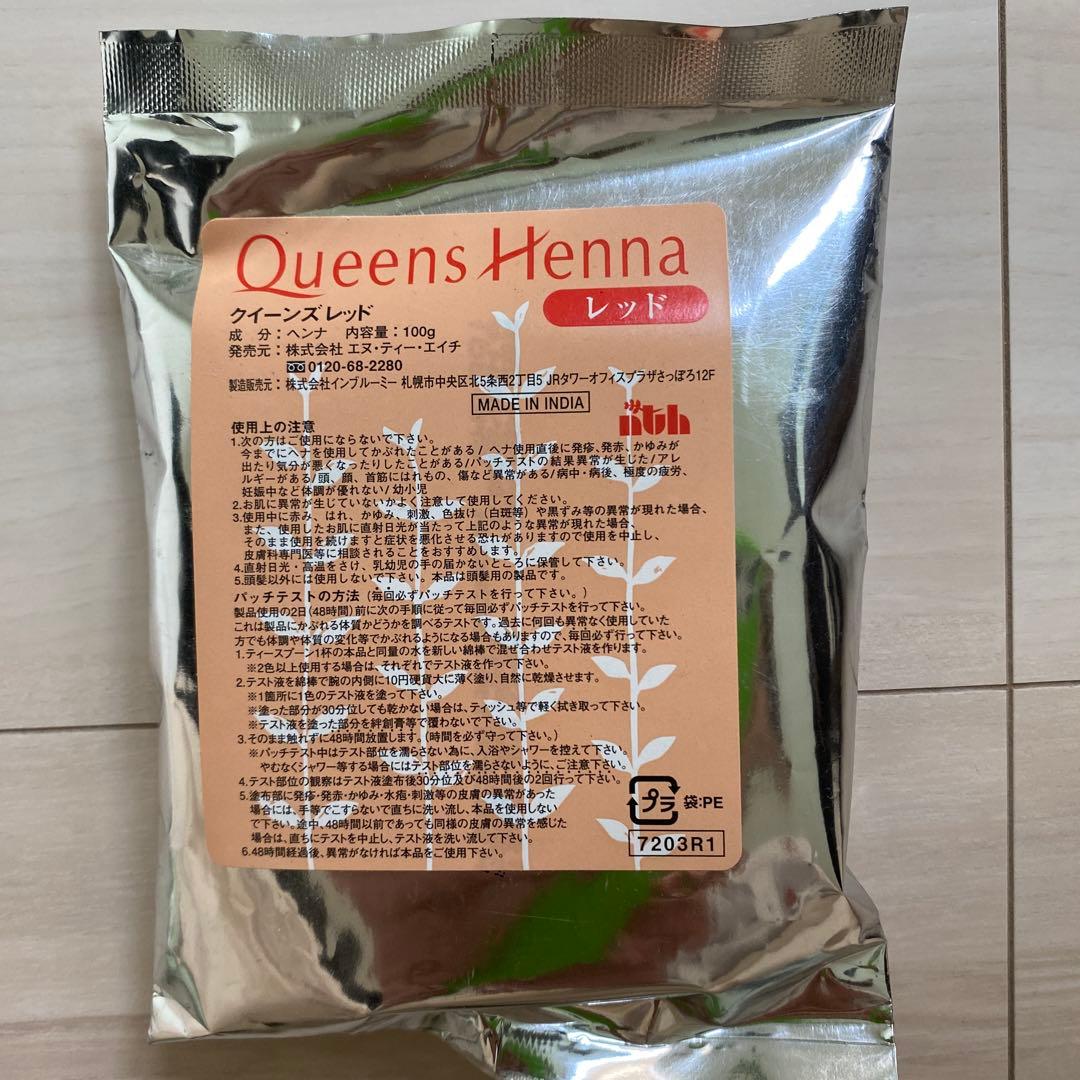 Queens Henna
レッド
クイーンズレッド
成 分：ヘンナ 内容量：100g
発売元：株式会社 エヌ・ティー・エイチ
0120-68-2280
製造販売元：株式会社インブルーミー 札幌市中央区北5条西2丁目5 JRタワーオフィスプラザさっぽろ12F
MADE IN INDIA
nth
使用上の注意
1.次の方はご使用にならないで下さい。
今までにヘナを使用してかぶれたことがある/ ヘナ使用直後に発疹、発赤、かゆみが
出たり気分が悪くなったりしたことがある/パッチテストの結果異常が生じた/アレ
ルギーがある/頭、顔、首筋にはれもの、傷など異常がある/病中・病後、極度の疲労、
妊娠中など体調が優れない/ 幼小児
2.お肌に異常が生じていないかよく注意して使用してください。
3.使用中に赤み、はれ、かゆみ、刺激、色抜け（白斑等）や黒ずみ等の異常が現れた場合、
また、使用したお肌に直射日光が当たって上記のような異常が現れた場合、
そのまま使用を続けますと症状を悪化させる恐れがありますので使用を中止し、
皮膚科専門医等に相談されることをおすすめします。
4.直射日光・高温をさけ、乳幼児の手の届かないところに保管して下さい。
5.頭髪以外には使用しないで下さい。本品は頭髪用の製品です。
パッチテストの方法（毎回必ずパッチテストを行って下さい。）
製品使用の2日(48時間)前に次の手順に従って毎回必ずパッチテストを行って下さい。
これは製品にかぶれる体質かどうかを調べるテストです。過去に何回も異常なく使用していた
方でも体調や体質の変化等でかぶれるようになる場合もありますので、毎回必ず行って下さい。
1.ティースプーン1杯の本品と同量の水を新しい綿棒で混ぜ合わせテスト液を作ります。
※2色以上使用する場合は、それぞれでテスト液を作って下さい。
2.テスト液を綿棒で腕の内側に10円硬貨大に薄く塗り、自然に乾燥させます。
※1箇所に1色のテスト液を塗って下さい。
※塗った部分が30分位しても乾かない場合は、ティッシュ等で軽く拭き取って下さい。
※テスト液を塗った部分を絆創膏等で覆わないで下さい。
3.そのまま触れずに48時間放置します。（時間を必ず守って下さい。）
※パッチテスト中はテスト部位を濡らさない為に、入浴やシャワーを控えて下さい。
やむなくシャワー等する場合にはテスト部位を濡らさないように、ご注意下さい。
4.テスト部位の観察はテスト液塗布後30分位及び48時間後の2回行って下さい。
5.塗布部に発疹・発赤・かゆみ・水疱・刺激等の皮膚の異常があった
場合には、手等でこすらないで直ちに洗い流し、本品を使用しない
で下さい。途中、48時間以前であっても同様の皮膚の異常を感じた
場合は、直ちにテストを中止し、テスト液を洗い流して下さい。
6.48時間経過後、異常がなければ本品をご使用下さい。
プラ 袋:PE
7203R1